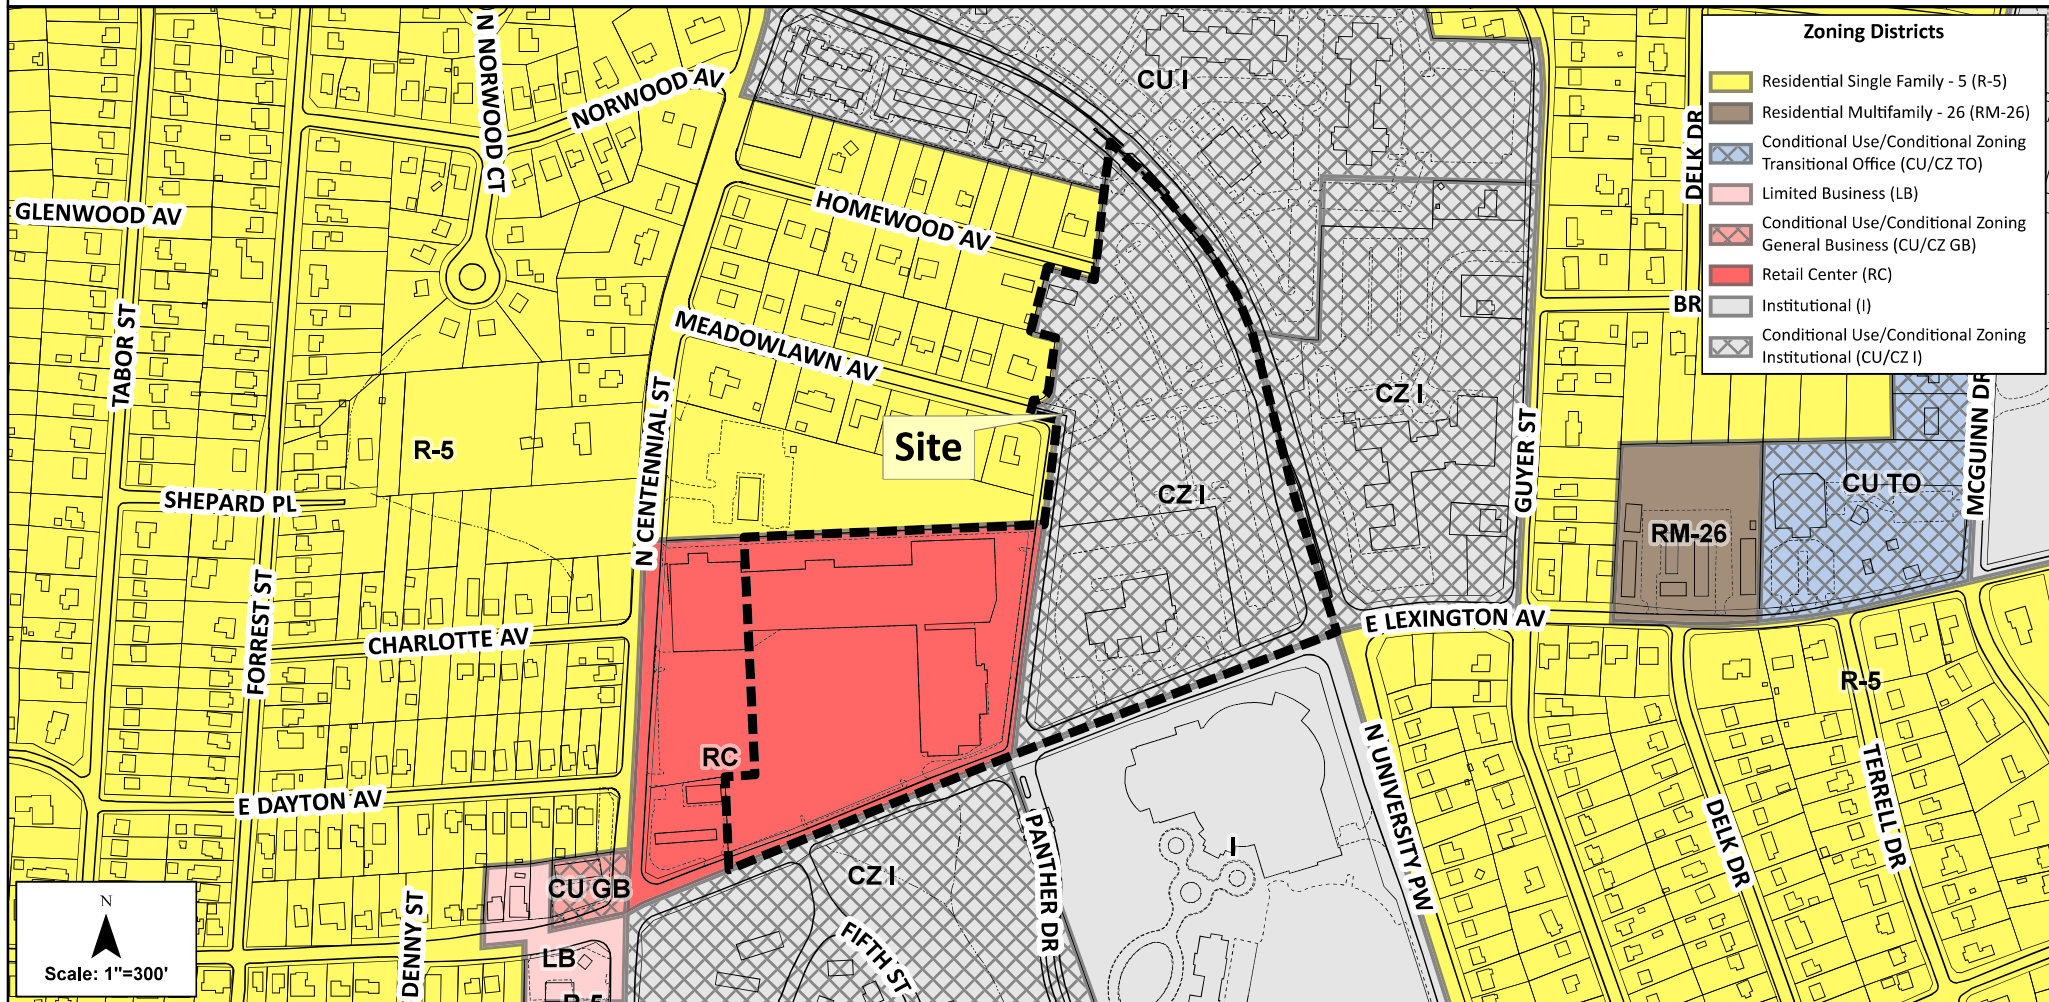 Zoning Districts
Residential Single Family - 5 (R-5)
Residential Multifamily - 26 (RM-26)
Conditional Use/Conditional Zoning
Transitional Office (CU/CZ TO)
Limited Business (LB)
Conditional Use/Conditional Zoning
General Business (CU/CZ GB)
Retail Center (RC)
Institutional (I)
Conditional Use/Conditional Zoning
Institutional (CU/CZ I)
N NORWOOD CT
NORWOOD AV
CU I
DELK DR
GLENWOOD AV
HOMEWOOD AV
BR
TABOR ST
MEADOWLAWN AV
N CENTENNIAL ST
CZ I
GUYER ST
MCGUINN DR
R-5
Site
CZ I
CU TO
SHEPARD PL
RM-26
FORREST ST
CHARLOTTE AV
E LEXINGTON AV
R-5
RC
N UNIVERSITY PW
TERRELL DR
E DAYTON AV
PANTHER DR
DELK DR
I
CZ I
CU GB
DENNY ST
FIFTH ST
LB
R-5
N
Scale: 1"=300'